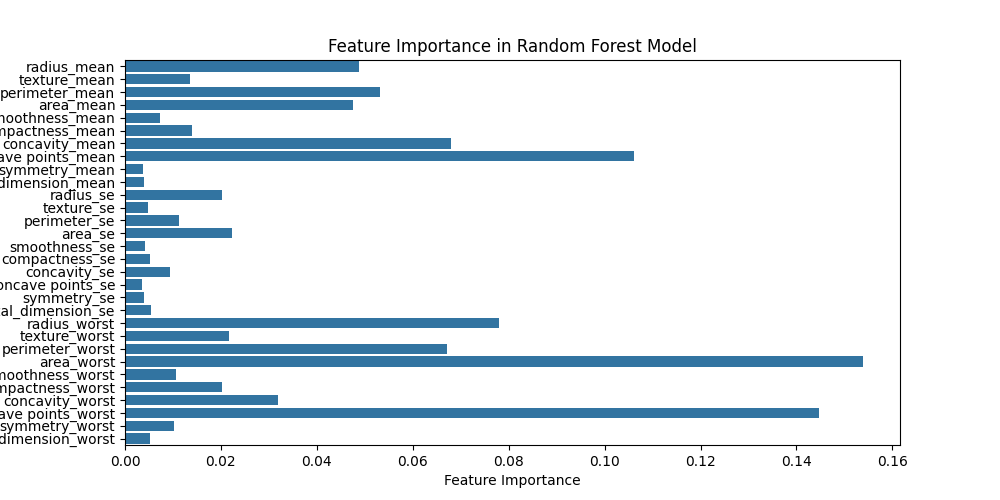 Feature Importance in Random Forest Model
radius_mean
texture_mean
perimeter_mean
area_mean
moothness_mean
mpactness_mean
concavity_mean
ave points_mean
symmetry_mean
dimension_mean
radius_se
texture_se
perimeter_se
area_se
smoothness_se
compactness_se
concavity_se
oncave points_se
symmetry_se
al_dimension_se
radius_worst
texture_worst
perimeter_worst
area_worst
moothness_worst
mpactness_worst
concavity_worst
ave points_worst
symmetry_worst
dimension_worst
0.00 0.02 0.04 0.06 0.08 0.10 0.12 0.14 0.16
Feature Importance